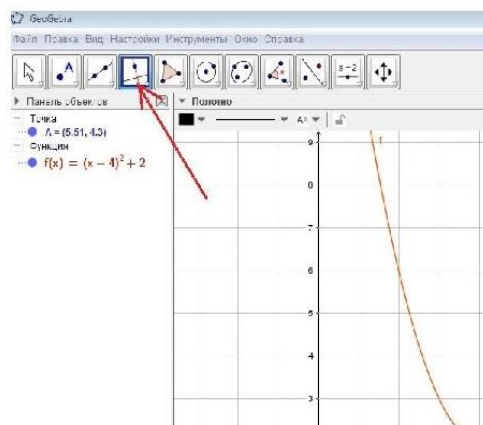 GeoGebra
Файл Правка Вид Настройки Инструменты Окно Справка
A
a=2
Панель объектов
Полотно
Точка
A = (5.51, 4.3)
Функция
f(x) = (x − 4)² + 2
f
9
8
7
6
5
4
3